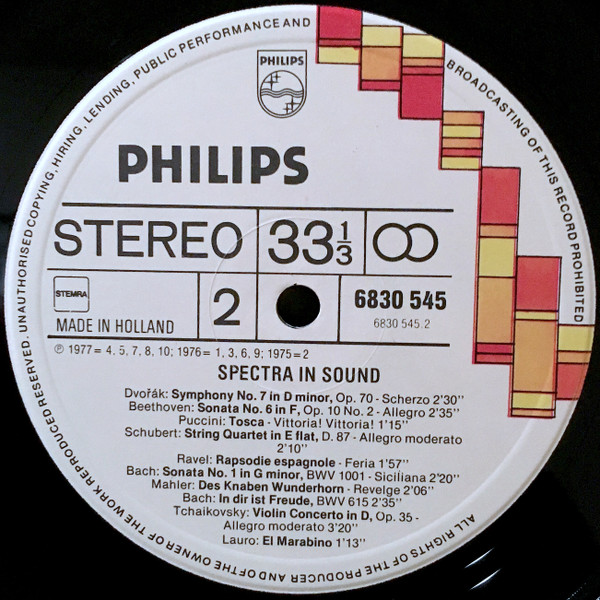 ALL RIGHTS OF THE PRODUCER AND OF THE OWNER OF THE WORK REPRODUCED RESERVED. UNAUTHORISED COPYING, HIRING, LENDING, PUBLIC PERFORMANCE AND BROADCASTING OF THIS RECORD PROHIBITED
PHILIPS
PHILIPS
STEREO 33 1/3
STEMRA
MADE IN HOLLAND
2
6830 545
6830 545.2
℗ 1977 = 4, 5, 7, 8, 10; 1976 = 1, 3, 6, 9; 1975 = 2
SPECTRA IN SOUND
Dvořák: Symphony No. 7 in D minor, Op. 70 - Scherzo 2'30''
Beethoven: Sonata No. 6 in F, Op. 10 No. 2 - Allegro 2'35''
Puccini: Tosca - Vittoria! Vittoria! 1'15''
Schubert: String Quartet in E flat, D. 87 - Allegro moderato
2'10''
Ravel: Rapsodie espagnole - Feria 1'57''
Bach: Sonata No. 1 in G minor, BWV 1001 - Siciliana 2'20''
Mahler: Des Knaben Wunderhorn - Revelge 2'06''
Bach: In dir ist Freude, BWV 615 2'35''
Tchaikovsky: Violin Concerto in D, Op. 35 -
Allegro moderato 3'20''
Lauro: El Marabino 1'13''